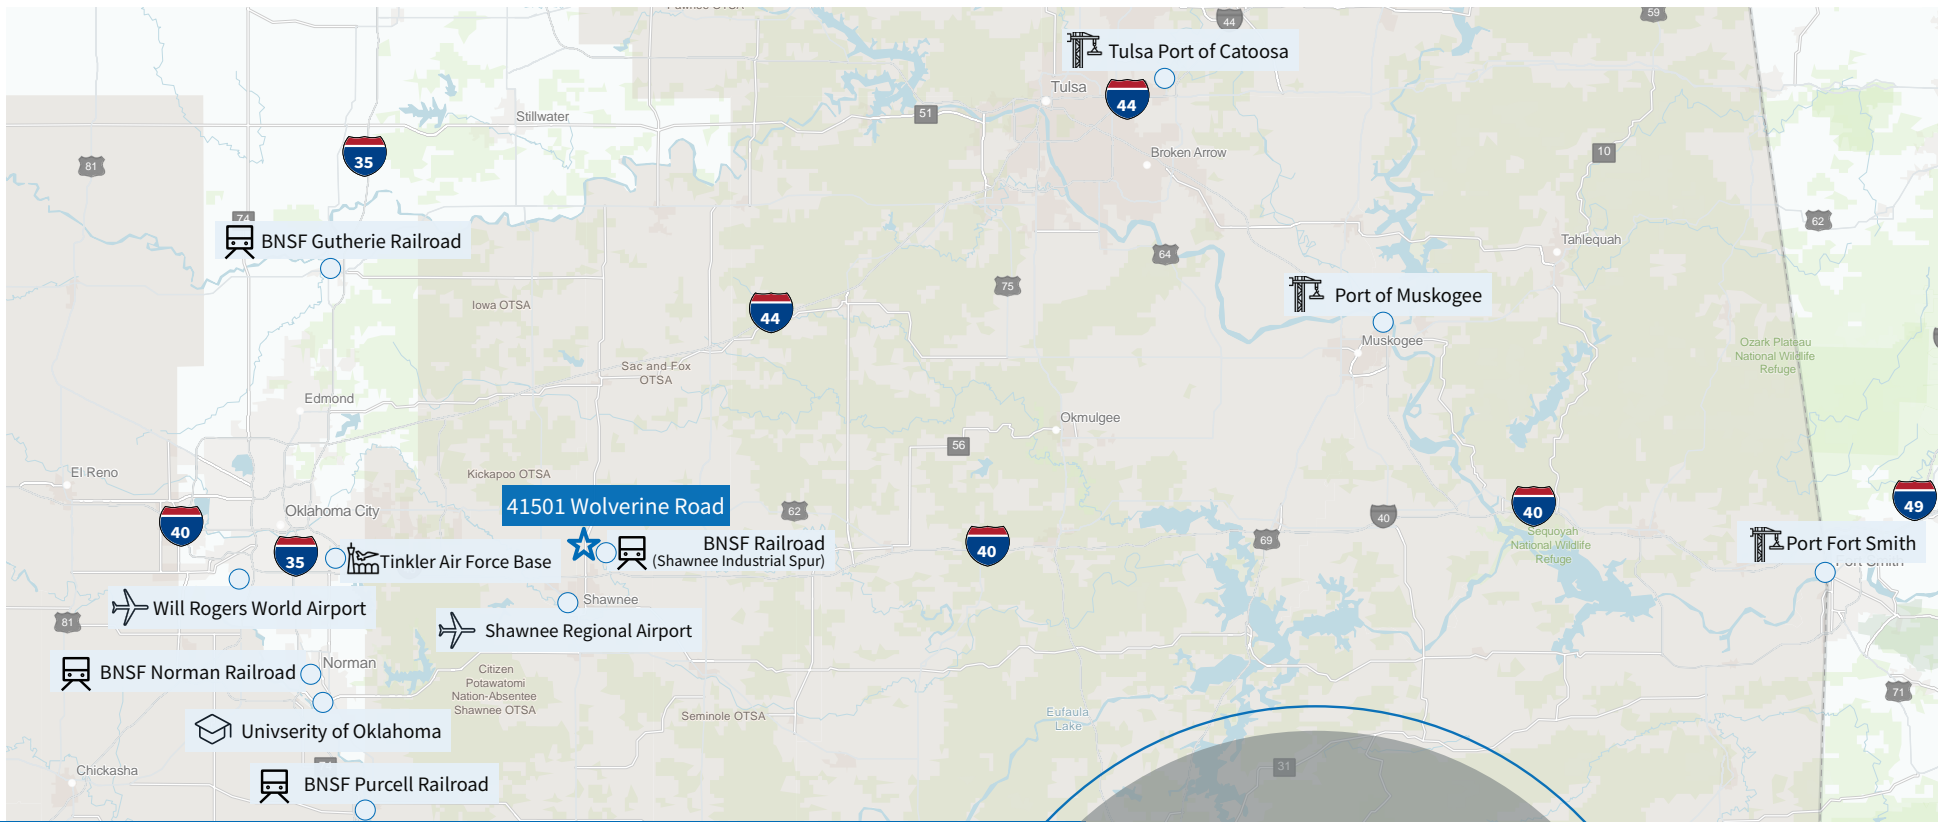 Pawnee OTSA
44
59
Tulsa Port of Catoosa
Tulsa
44
51
Stillwater
35
81
10
Broken Arrow
74
62
BNSF Gutherie Railroad
64
Tahlequah
75
Port of Muskogee
Iowa OTSA
44
Muskogee
Ozark Plateau
National Wildlife
Refuge
Sac and Fox
OTSA
Edmond
Okmulgee
56
El Reno
Kickapoo OTSA
41501 Wolverine Road
Oklahoma City
62
40
40
49
40
69
35
40
BNSF Railroad
(Shawnee Industrial Spur)
Sequoyah
National Wildlife
Refuge
Port Fort Smith
Fort Smith
Tinkler Air Force Base
Will Rogers World Airport
Shawnee
81
Shawnee Regional Airport
BNSF Norman Railroad
Norman
Citizen
Potawatomi
Nation-Absentee
Shawnee OTSA
71
Seminole OTSA
Eufaula
Lake
Univserity of Oklahoma
31
Chickasha
BNSF Purcell Railroad